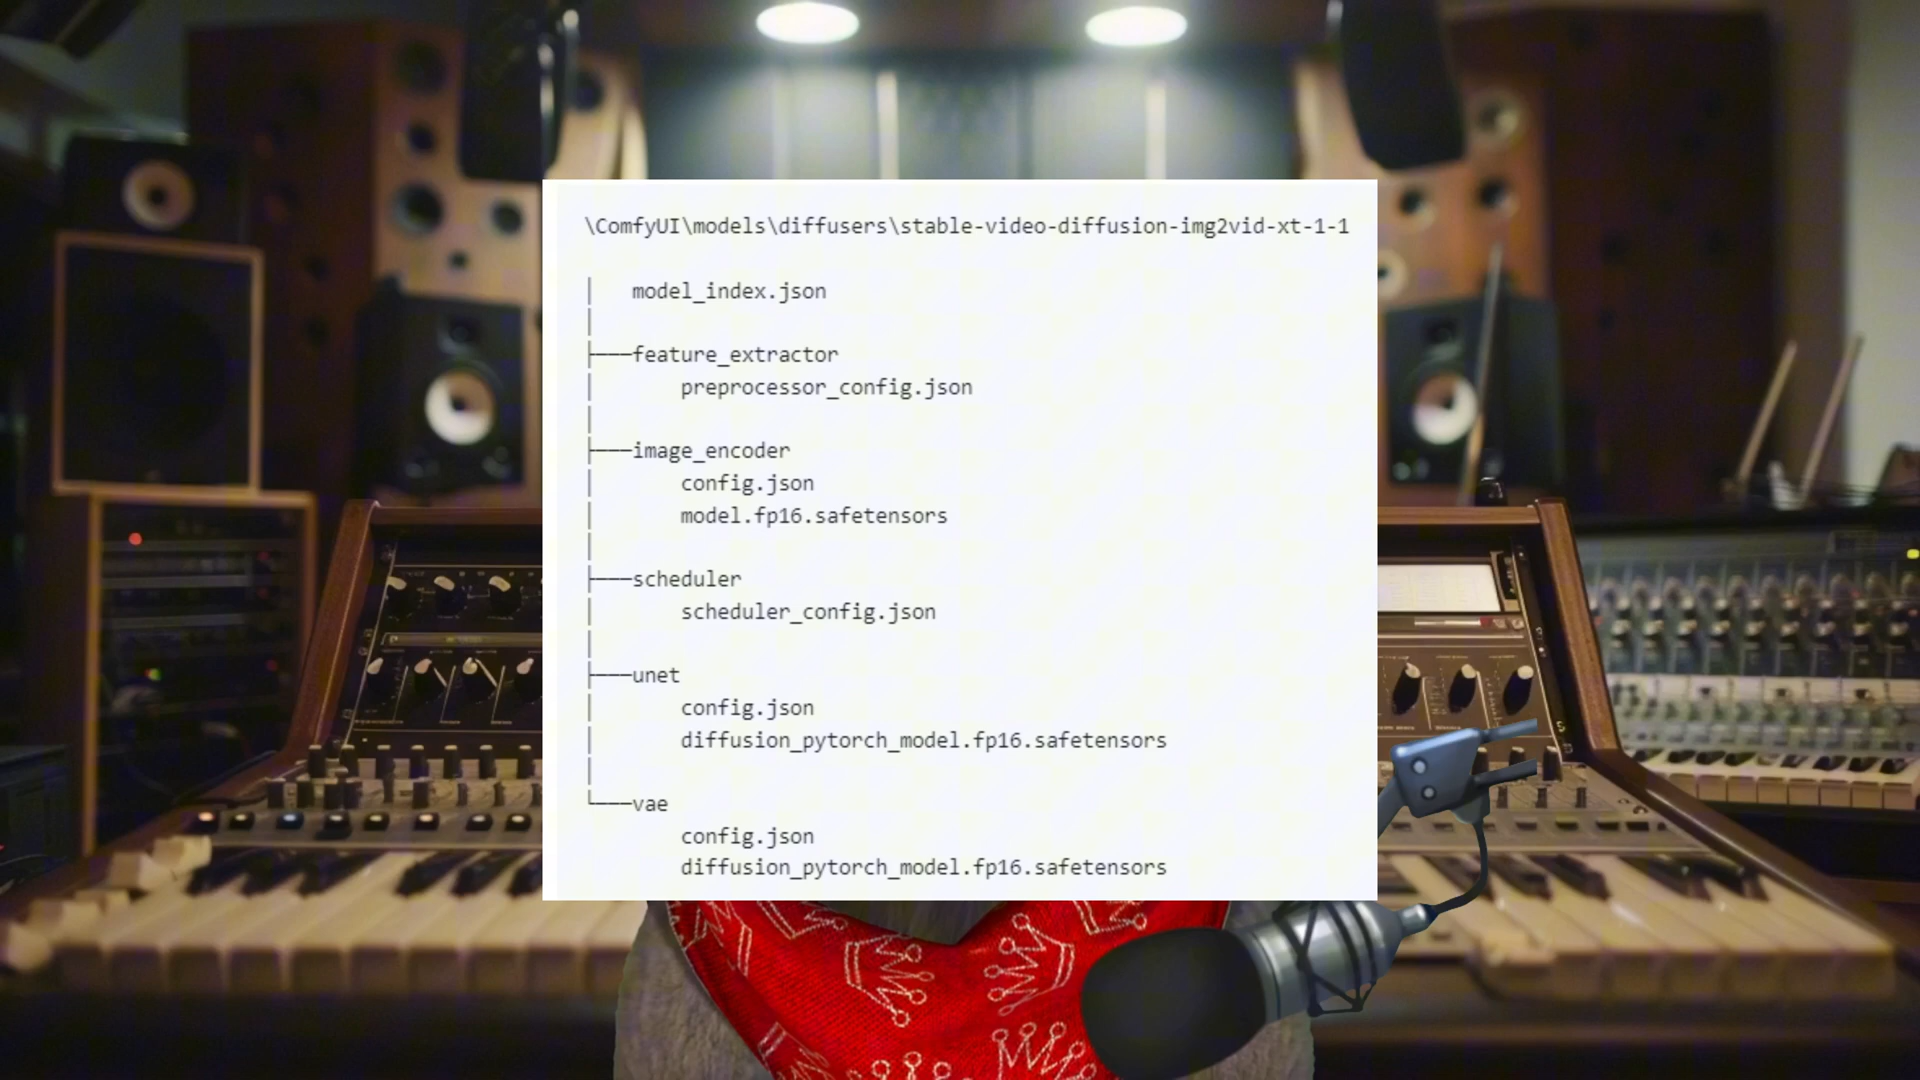 \ComfyUI\models\diffusers\stable-video-diffusion-img2vid-xt-1-1
│   model_index.json
│
├───feature_extractor
│       preprocessor_config.json
│
├───image_encoder
│       config.json
│       model.fp16.safetensors
│
├───scheduler
│       scheduler_config.json
│
├───unet
│       config.json
│       diffusion_pytorch_model.fp16.safetensors
│
└───vae
        config.json
        diffusion_pytorch_model.fp16.safetensors